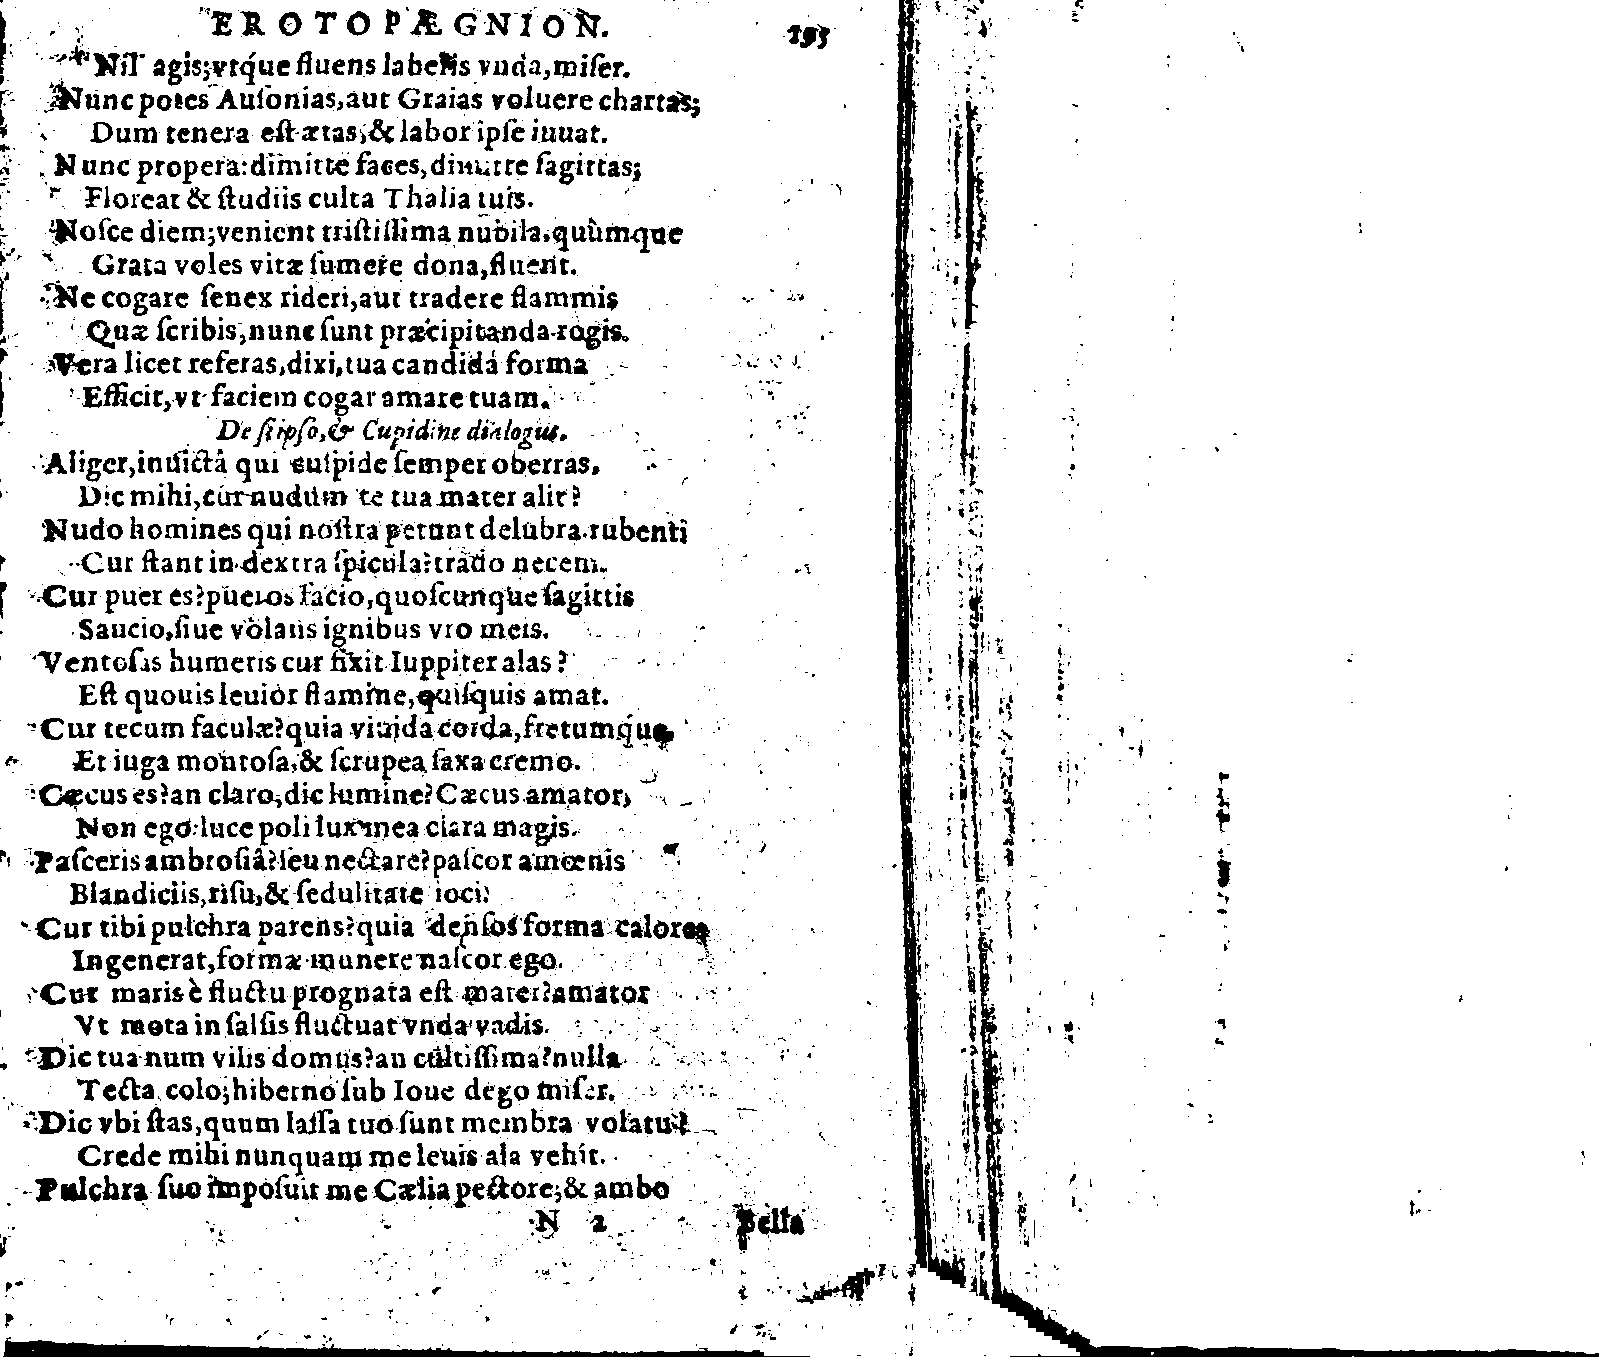 EROTOPÆGNION. 195
Nil agis; vtq́ue fluens laberis vnda, miser.
Nunc potes Ausonias, aut Graias voluere chartas;
Dum tenera est ætas, & labor ipse iuuat.
Nunc propera: dimitte faces, dimitte sagittas;
Floreat & studiis culta Thalia tuis.
Nosce diem; venient tristissima nubila, quùmque
Grata voles vitæ sumere dona, fluent.
Ne cogare senex rideri, aut tradere flammis
Quæ scribis, nunc sunt præcipitanda rogis.
Vera licet referas, dixi, tua candida forma
Efficit, vt faciem cogar amare tuam.
De seipso, & Cupidine dialogus.
Aliger, inuictâ qui cuspide semper oberras,
Dic mihi, cur nudum te tua mater alit?
Nudo homines qui nostra petunt delubra. rubenti
Cur stant in dextra spicula? trado necem.
Cur puer es? pueros facio, quoscunque sagittis
Saucio, siue volans ignibus vro meis.
Ventosas humeris cur fixit Iuppiter alas?
Est quouis leuior flamine, quisquis amat.
Cur tecum faculæ? quia viuida corda, fretumq́ue
Et iuga montosa, & scrupea saxa cremo.
Cæcus es? an claro, dic lumine? Cæcus amator,
Non ego: luce poli lux mea clara magis.
Pasceris ambrosiâ? seu nectare? pascor amœnis
Blandiciis, risu, & sedulitate ioci.
Cur tibi pulchra parens? quia densos forma calores
Ingenerat, formæ munere nascor ego.
Cur maris è fluctu prognata est mater? amator
Vt mota in salsis fluctuat vnda vadis.
Dic tua num vilis domus? an cultissima? nulla
Tecta colo; hiberno sub Ioue dego miser.
Dic vbi stas, quum lassa tuo sunt membra volatu?
Crede mihi nunquam me leuis ala vehit.
Pulchra suo imposuit me Cælia pectore; & ambo
N 2 Bella